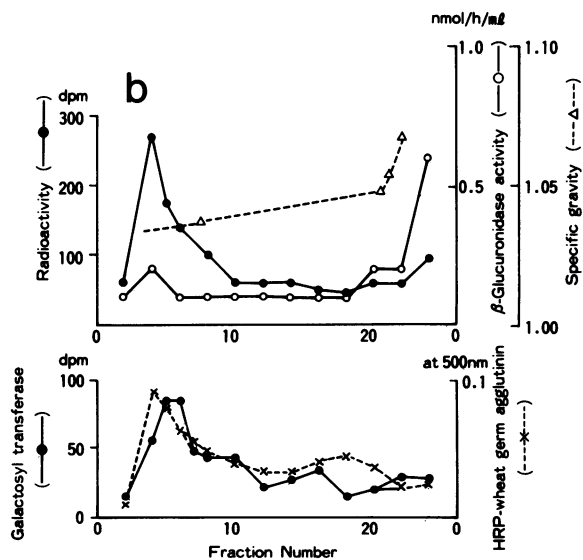 nmol/h/mℓ
b
dpm
300
200
100
Radioactivity (—●—)
1.0
0.5
0
β-Glucuronidase activity (—○—)
1.10
1.05
1.00
Specific gravity (---△---)
0 10 20 0
dpm
100
50
0
Galactosyl transferase (—●—)
at 500nm
0.1
HRP-wheat germ agglutinin (---×---)
0 10 20 0
Fraction Number